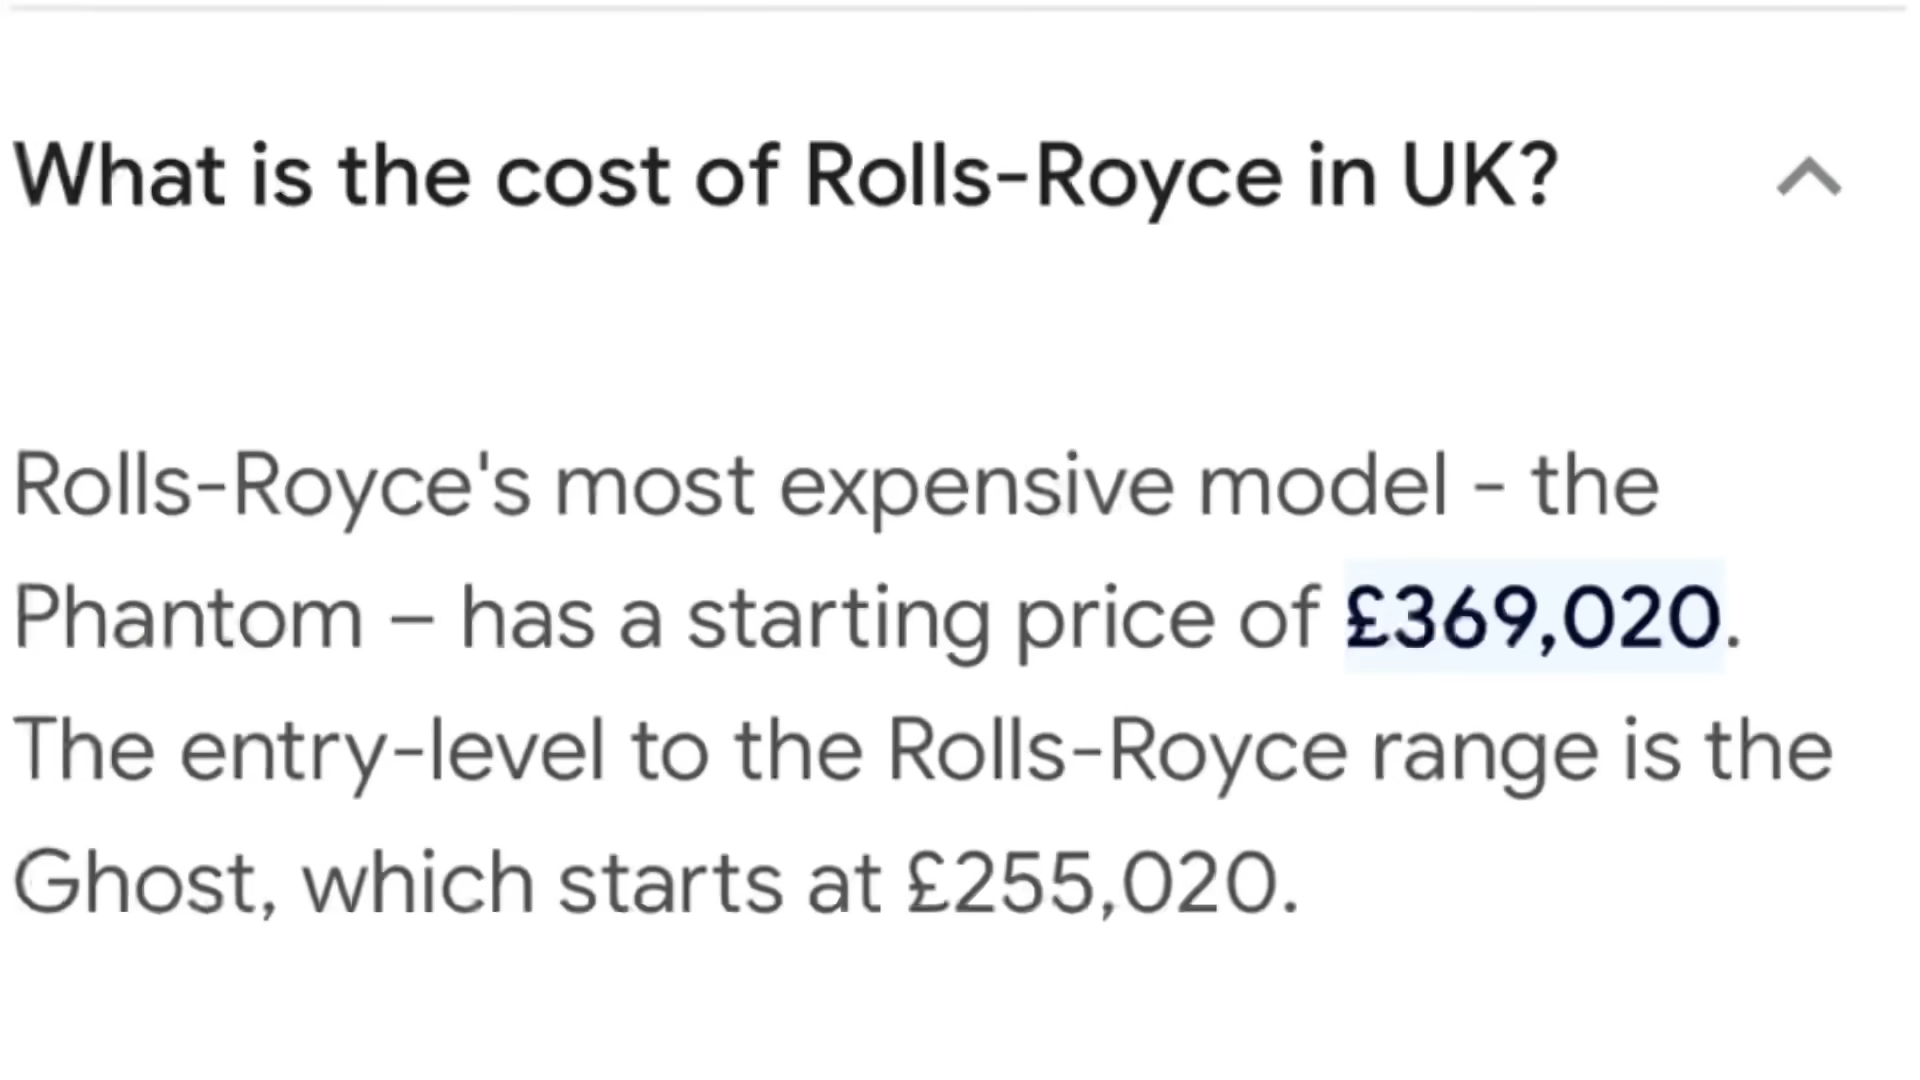 What is the cost of Rolls-Royce in UK?
Rolls-Royce's most expensive model - the
Phantom – has a starting price of £369,020.
The entry-level to the Rolls-Royce range is the
Ghost, which starts at £255,020.